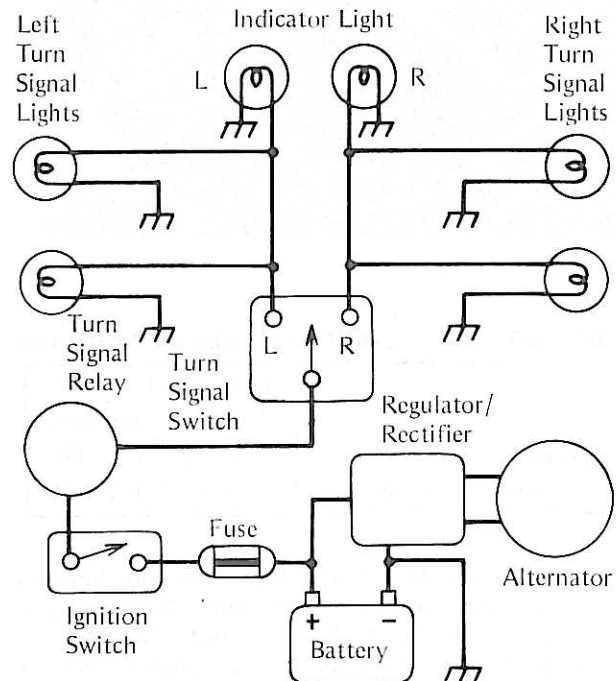 Left
Turn
Signal
Lights
Indicator Light
L
R
Right
Turn
Signal
Lights
Turn
Signal
Relay
Turn
Signal
Switch
L
R
Regulator/
Rectifier
Fuse
Alternator
Ignition
Switch
+
−
Battery